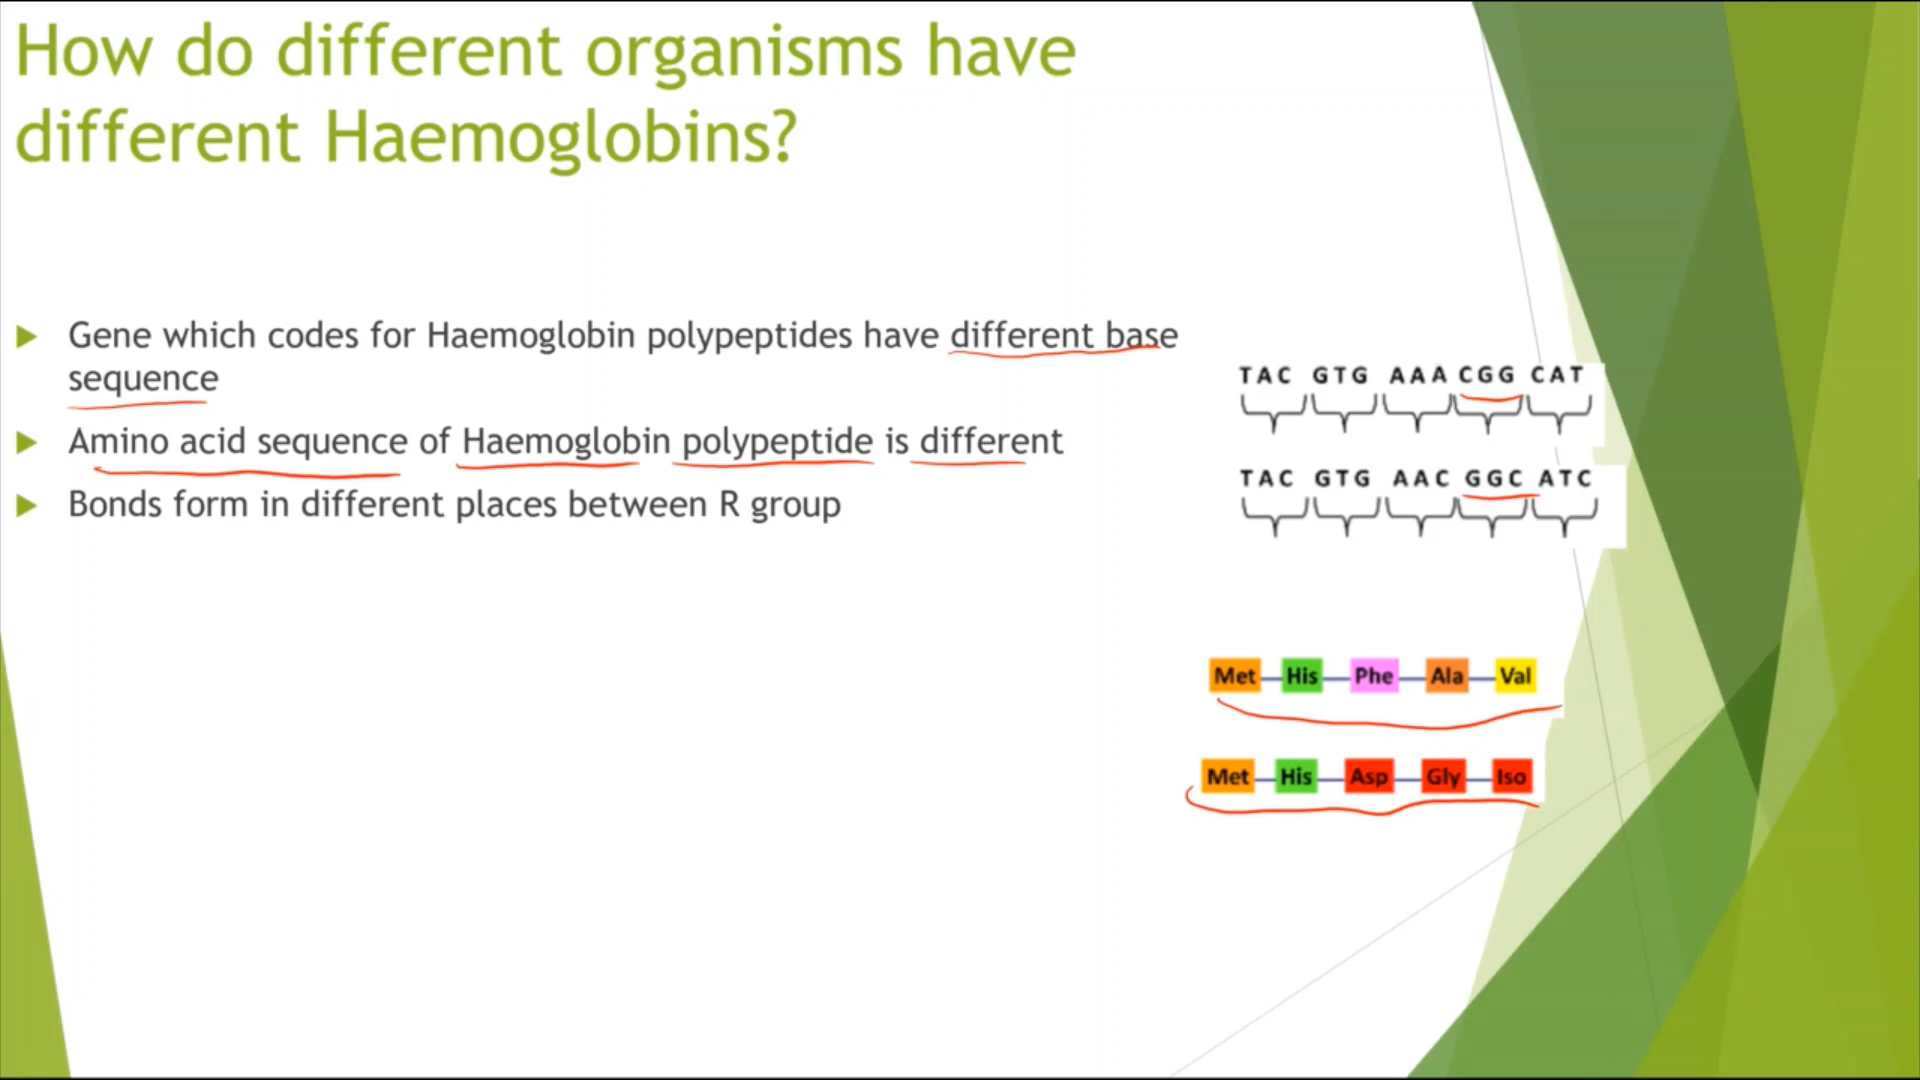 How do different organisms have
different Haemoglobins?
Gene which codes for Haemoglobin polypeptides have different base
sequence
Amino acid sequence of Haemoglobin polypeptide is different
Bonds form in different places between R group
TAC GTG AAA CGG CAT
TAC GTG AAC GGC ATC
Met His Phe Ala Val
Met His Asp Gly Iso